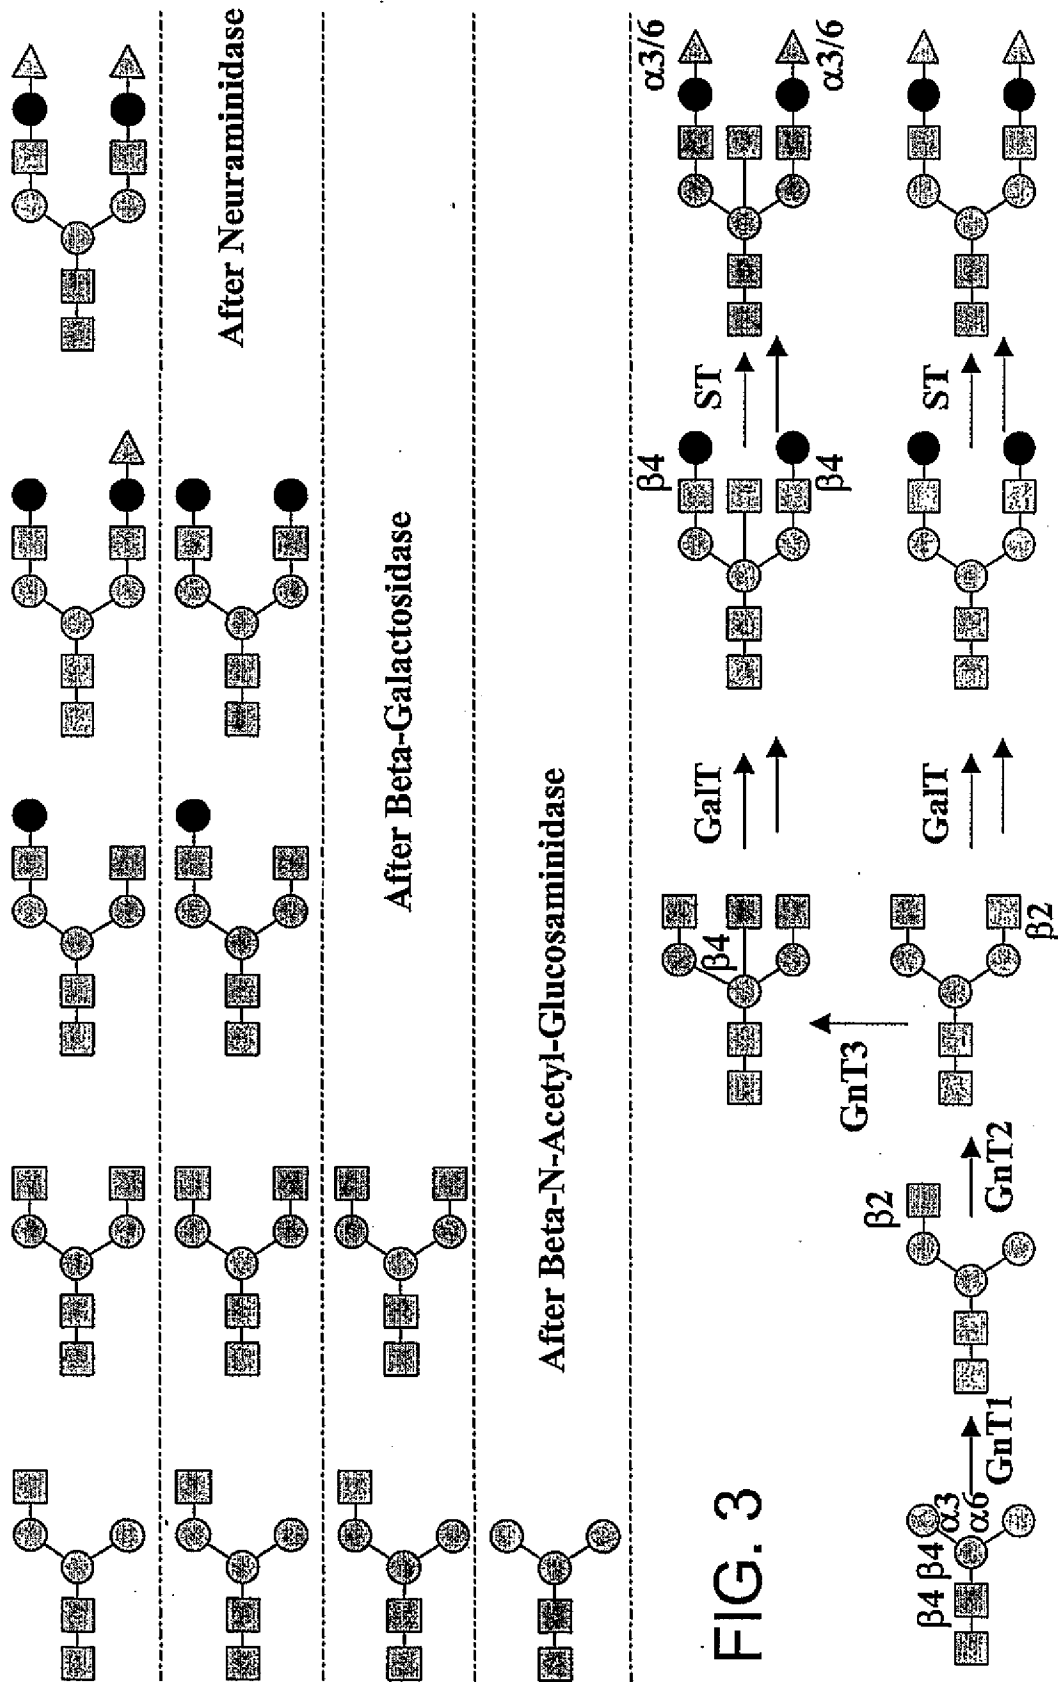 After Neuraminidase
After Beta-Galactosidase
After Beta-N-Acetyl-Glucosaminidase
FIG. 3
β4
GalT
ST
β4
β4
α3/6
α3/6
GnT3
β4 β4
α3
α6
GnT1
β2
GnT2
β2
GalT
ST